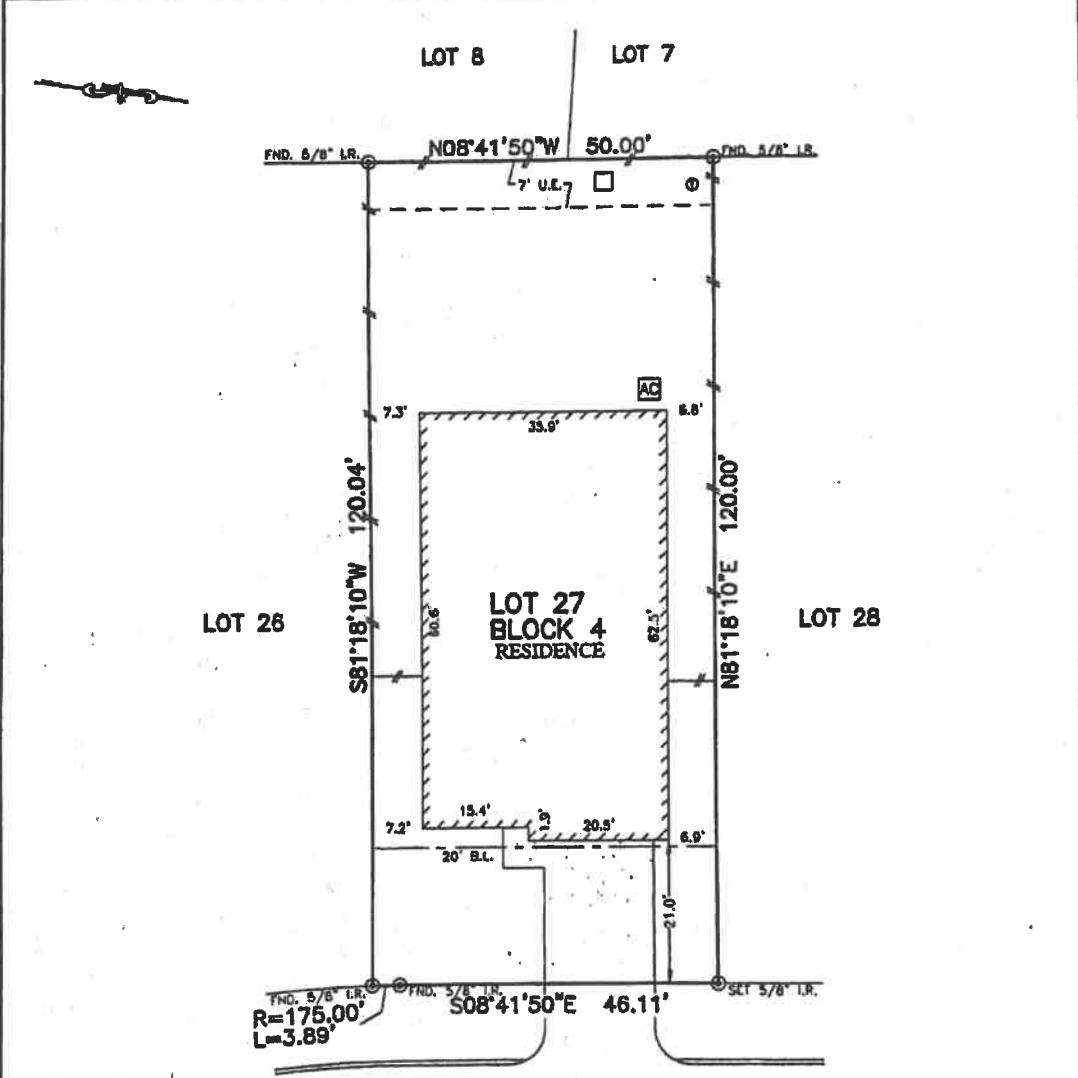 LOT 8
LOT 7
FND. 5/8" I.R.
N08°41'50"W 50.00'
FND. 5/8" I.R.
7' U.E.
AC
7.3'
35.9'
6.8'
S81°18'10"W 120.04'
N81°18'10"E 120.00'
60.6'
62.5'
LOT 26
LOT 27
BLOCK 4
RESIDENCE
LOT 28
7.2'
15.4'
1.9'
20.5'
6.9'
20' B.L.
21.0'
FND. 5/8" I.R.
FND. 5/8" I.R.
SET 5/8" I.R.
R=175.00'
L=3.89'
S08°41'50"E 46.11'